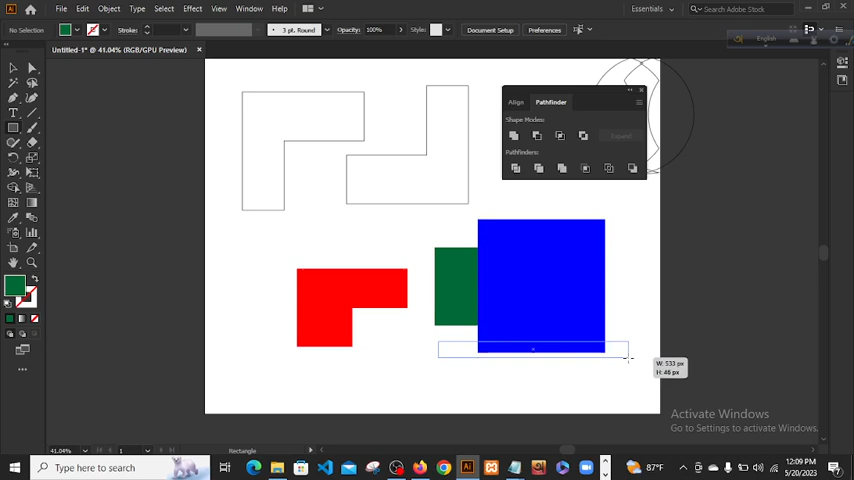 Ai File Edit Object Type Select Effect View Window Help Essentials Search Adobe Stock
No Selection Stroke: 3 pt. Round Opacity: 100% Style: Document Setup Preferences
English
Untitled-1* @ 41.04% (RGB/GPU Preview) ×
Align Pathfinder
Shape Modes:
Expand
Pathfinders:
W: 533 px
H: 46 px
Activate Windows
Go to Settings to activate Windows.
41.04% 1 Rectangle
Type here to search Ai 87°F 12:09 PM
5/20/2023